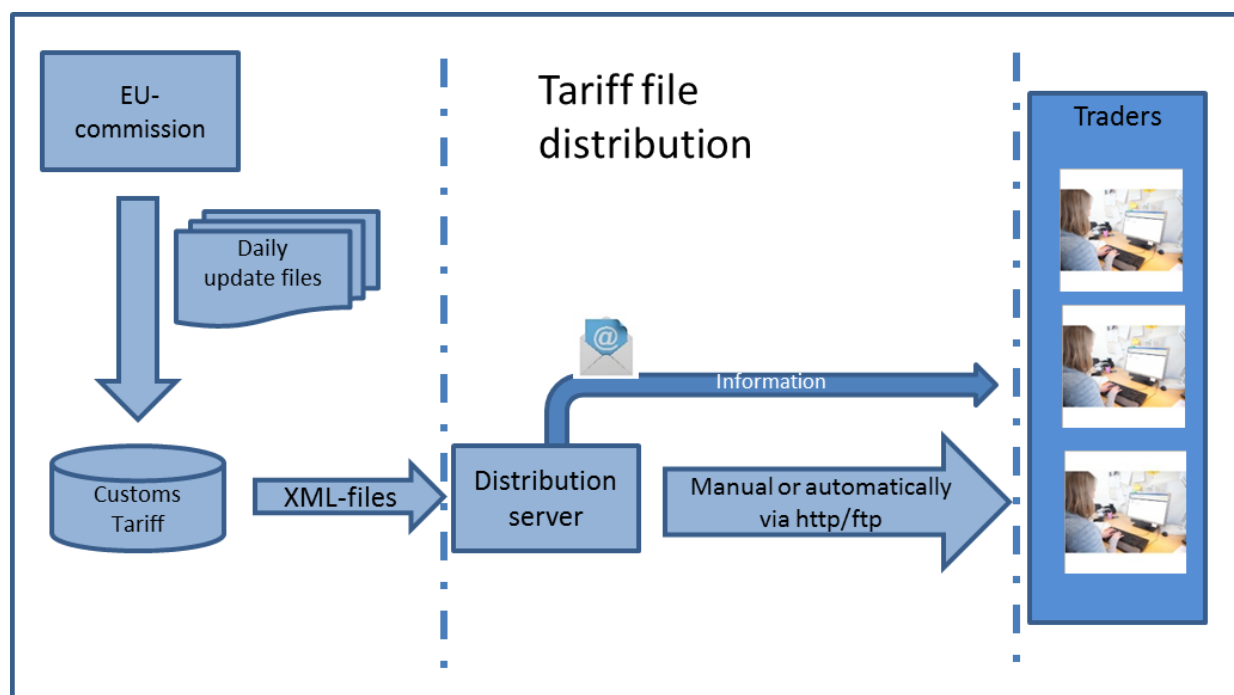 EU-
commission
Tariff file
distribution
Traders
Daily
update files
@
Information
Customs
Tariff
XML-files
Distribution
server
Manual or automatically
via http/ftp